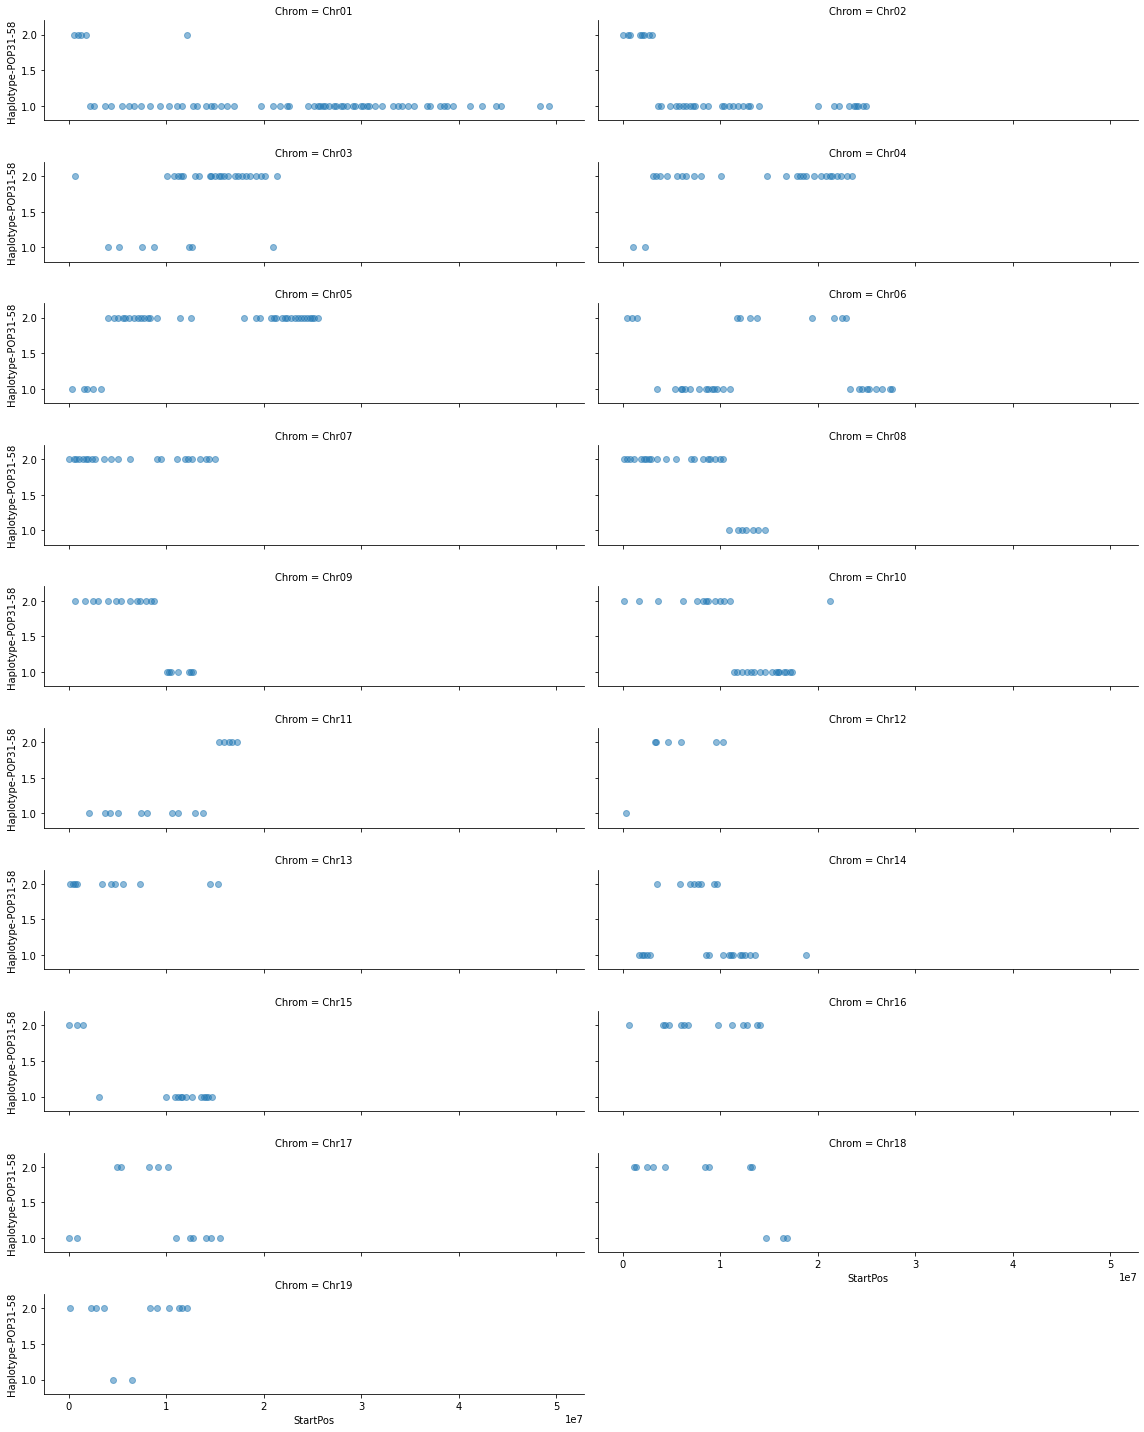 Chrom = Chr01
Chrom = Chr02
Haplotype-POP31-58
2.0
1.5
1.0
Chrom = Chr03
Chrom = Chr04
Haplotype-POP31-58
2.0
1.5
1.0
Chrom = Chr05
Chrom = Chr06
Haplotype-POP31-58
2.0
1.5
1.0
Chrom = Chr07
Chrom = Chr08
Haplotype-POP31-58
2.0
1.5
1.0
Chrom = Chr09
Chrom = Chr10
Haplotype-POP31-58
2.0
1.5
1.0
Chrom = Chr11
Chrom = Chr12
Haplotype-POP31-58
2.0
1.5
1.0
Chrom = Chr13
Chrom = Chr14
Haplotype-POP31-58
2.0
1.5
1.0
Chrom = Chr15
Chrom = Chr16
Haplotype-POP31-58
2.0
1.5
1.0
Chrom = Chr17
Chrom = Chr18
Haplotype-POP31-58
2.0
1.5
1.0
0 1 2 3 4 5
1e7
StartPos
Chrom = Chr19
Haplotype-POP31-58
2.0
1.5
1.0
0 1 2 3 4 5
1e7
StartPos